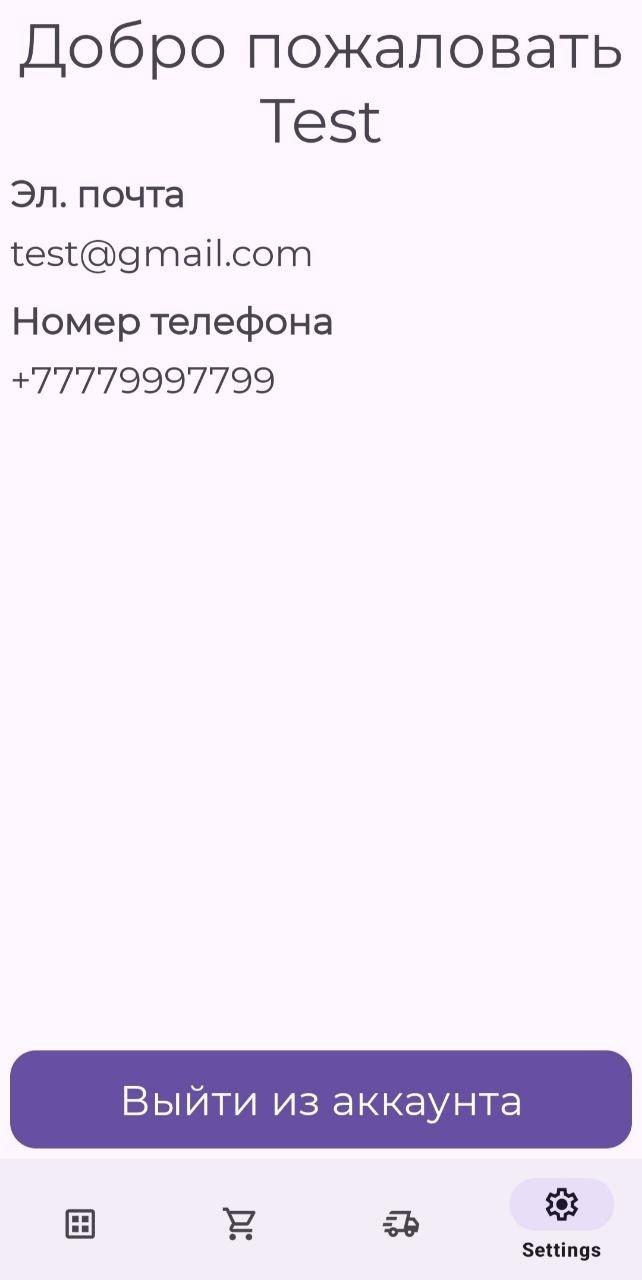 Добро пожаловать
Test
Эл. почта
test@gmail.com
Номер телефона
+77779997799
Выйти из аккаунта
Settings